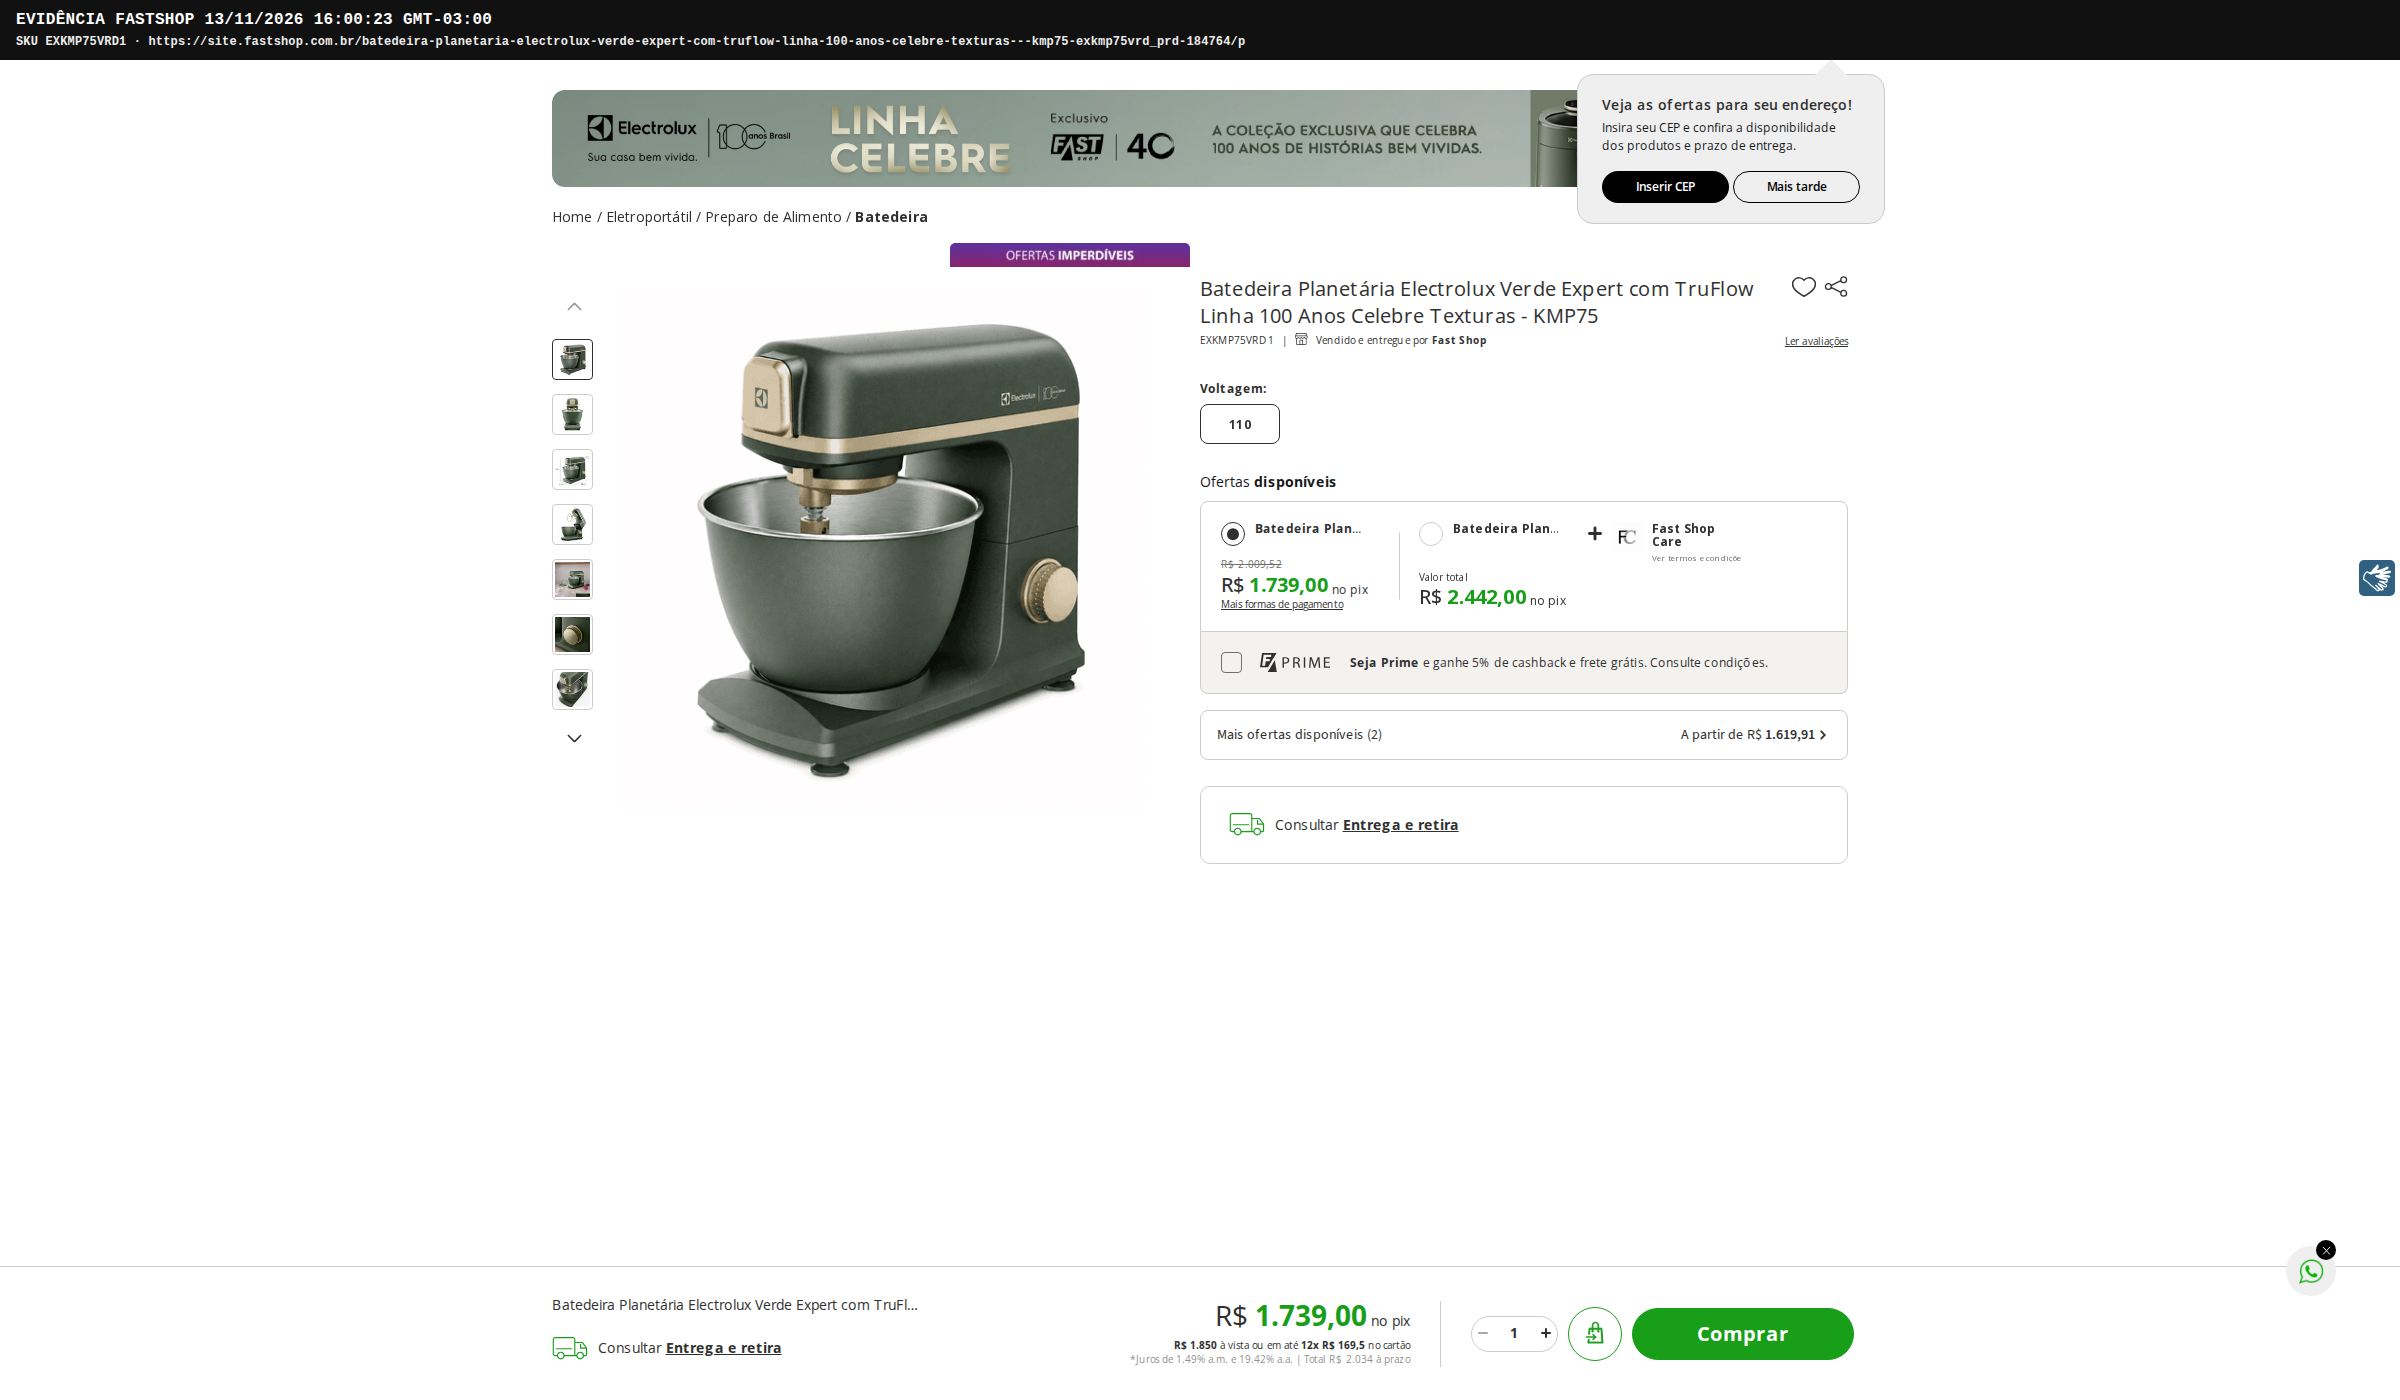 EVIDÊNCIA FASTSHOP 13/11/2026 16:00:23 GMT-03:00
SKU EXKMP75VRD1 · https://site.fastshop.com.br/batedeira-planetaria-electrolux-verde-expert-com-truflow-linha-100-anos-celebre-texturas---kmp75-exkmp75vrd_prd-184764/p
Electrolux
100 anos Brasil
Sua casa bem vivida.
LINHA
CELEBRE
Exclusivo
FAST SHOP | 40
A COLEÇÃO EXCLUSIVA QUE CELEBRA
100 ANOS DE HISTÓRIAS BEM VIVIDAS.
Veja as ofertas para seu endereço!
Insira seu CEP e confira a disponibilidade
dos produtos e prazo de entrega.
Inserir CEP
Mais tarde
Home / Eletroportátil / Preparo de Alimento / Batedeira
OFERTAS IMPERDÍVEIS
Electrolux
Batedeira Planetária Electrolux Verde Expert com TruFlow
Linha 100 Anos Celebre Texturas - KMP75
EXKMP75VRD1 | Vendido e entregue por Fast Shop
Ler avaliações
Voltagem:
110
Ofertas disponíveis
Batedeira Plan...
R$ 2.009,52
R$ 1.739,00 no pix
Mais formas de pagamento
Batedeira Plan...
+
FC
Fast Shop
Care
Ver termos e condiçõe
Valor total
R$ 2.442,00 no pix
PRIME
Seja Prime e ganhe 5% de cashback e frete grátis. Consulte condições.
Mais ofertas disponíveis (2)
A partir de R$ 1.619,91
Consultar Entrega e retira
Batedeira Planetária Electrolux Verde Expert com TruFl...
Consultar Entrega e retira
R$ 1.739,00 no pix
R$ 1.850 à vista ou em até 12x R$ 169,5 no cartão
*Juros de 1.49% a.m. e 19.42% a.a. | Total R$ 2.034 à prazo
1
Comprar